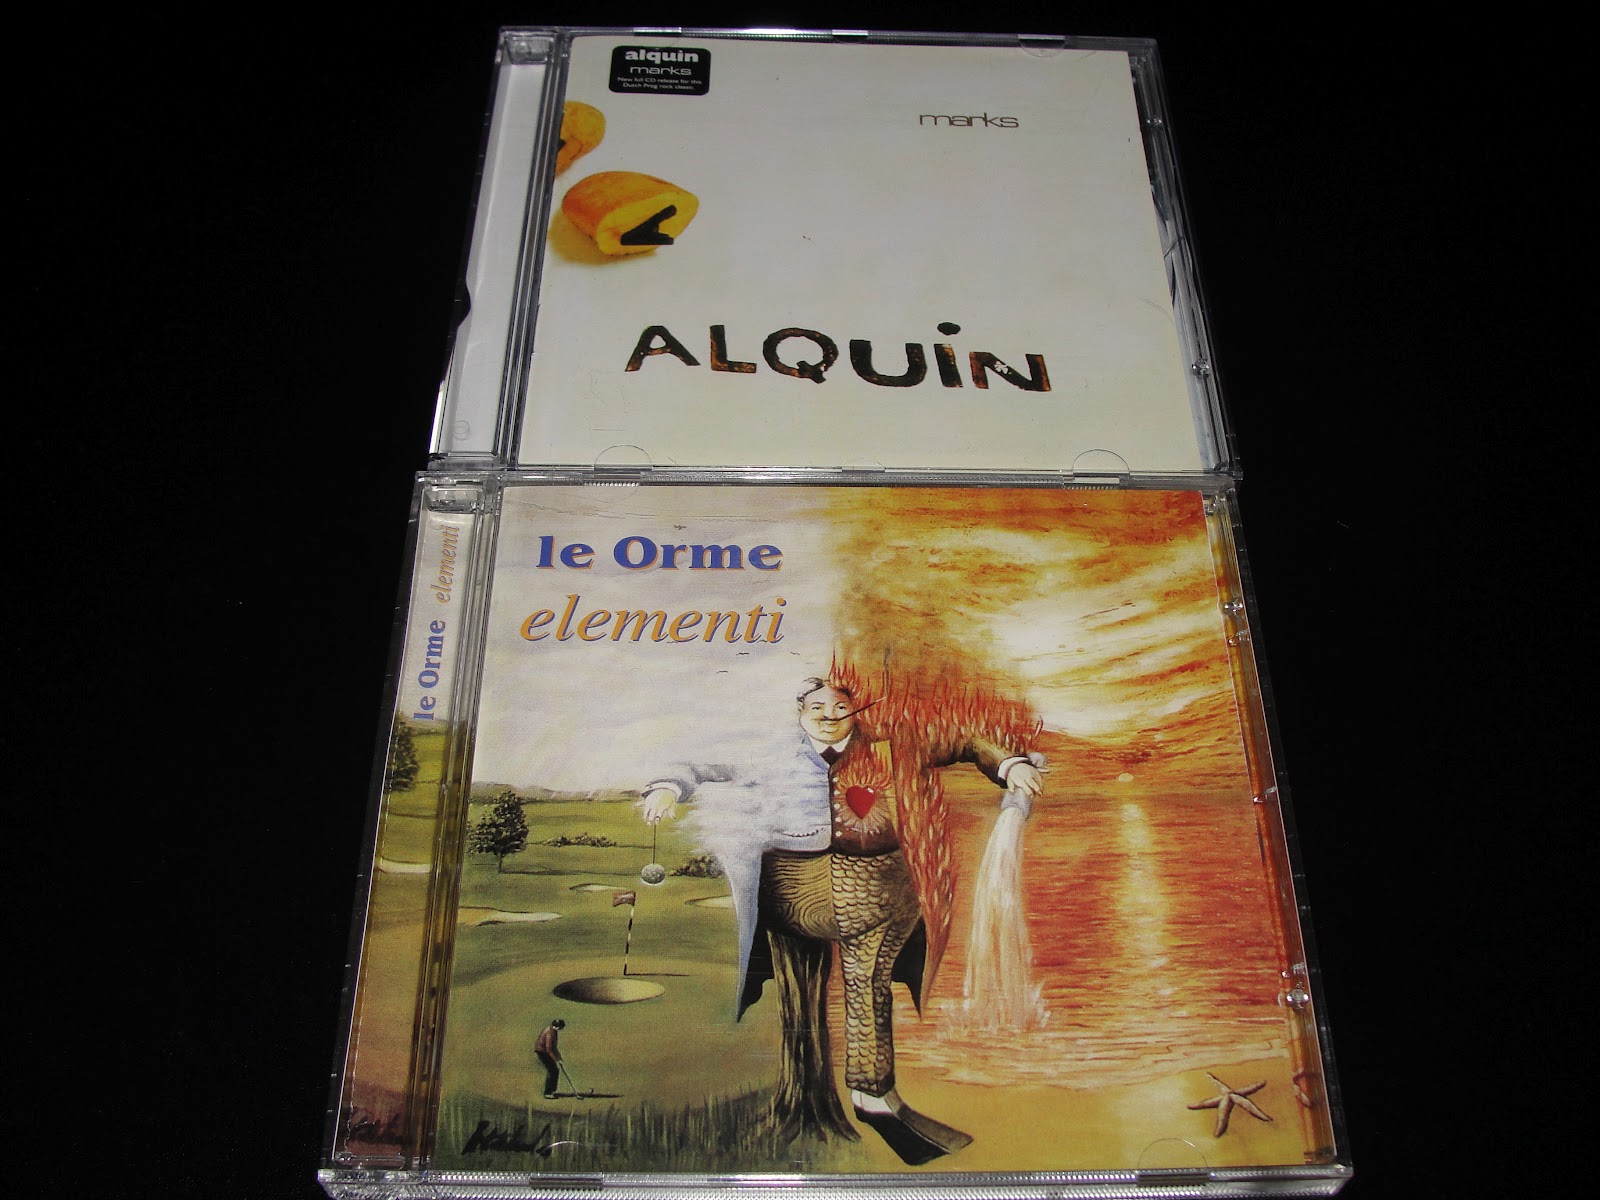 alquin
marks
New full CD release for this
Dutch Prog rock classic.
marks
A
ALQUiN
le Orme
elementi
le Orme elementi